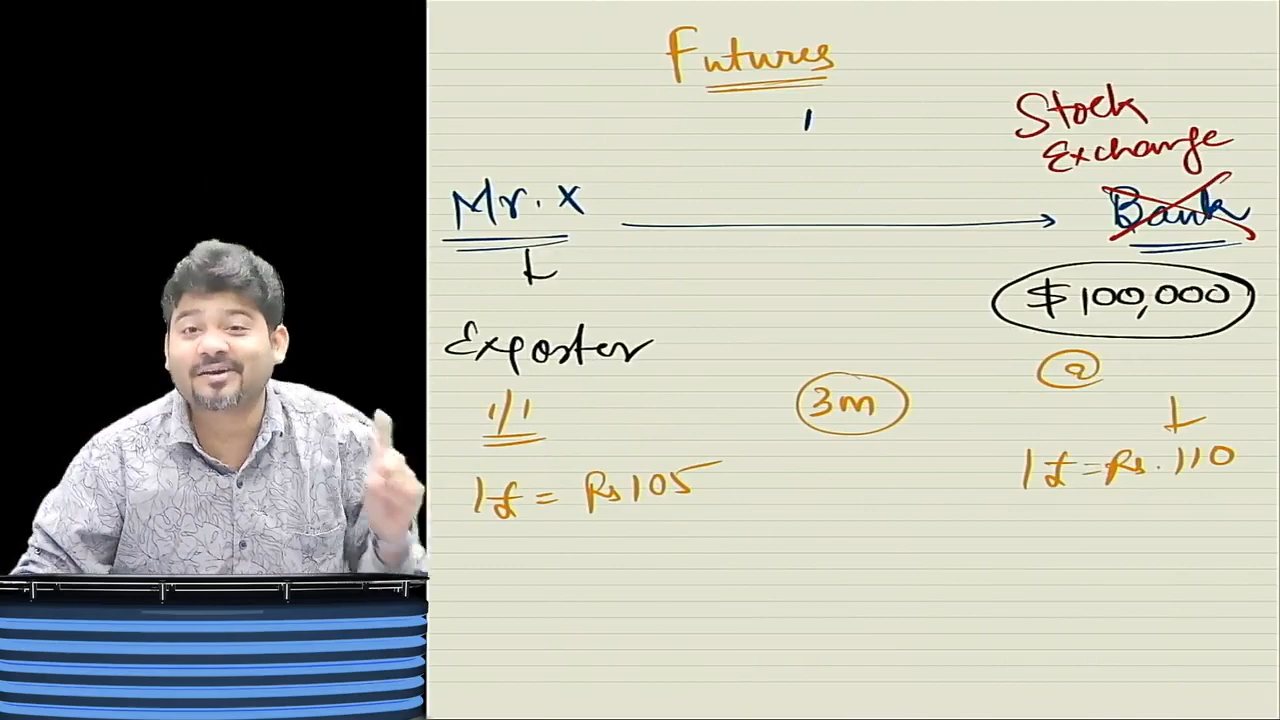 Futures
Stock
Exchange
Mr. X
Bank
$100,000
Exporter
@
3m
1/1
1£ = Rs.110
1£ = Rs 105